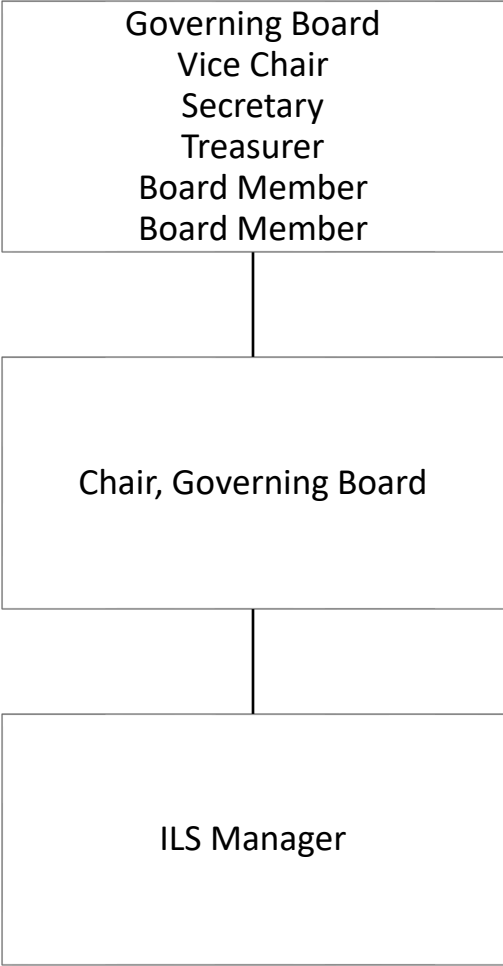 Governing Board
Vice Chair
Secretary
Treasurer
Board Member
Board Member
Chair, Governing Board
ILS Manager